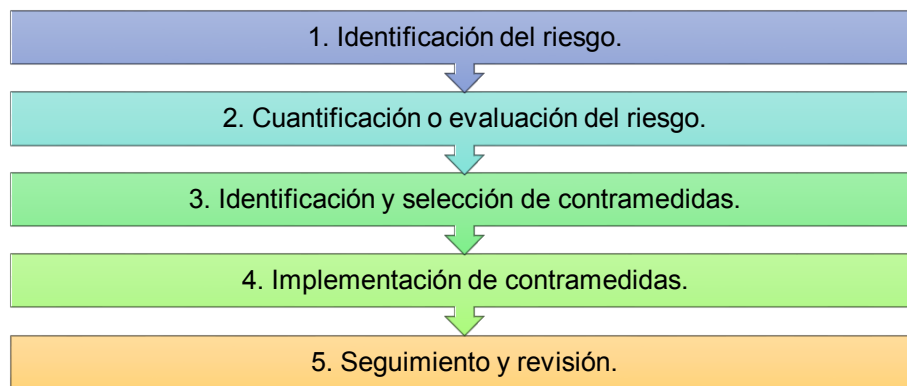 1. Identificación del riesgo.
2. Cuantificación o evaluación del riesgo.
3. Identificación y selección de contramedidas.
4. Implementación de contramedidas.
5. Seguimiento y revisión.